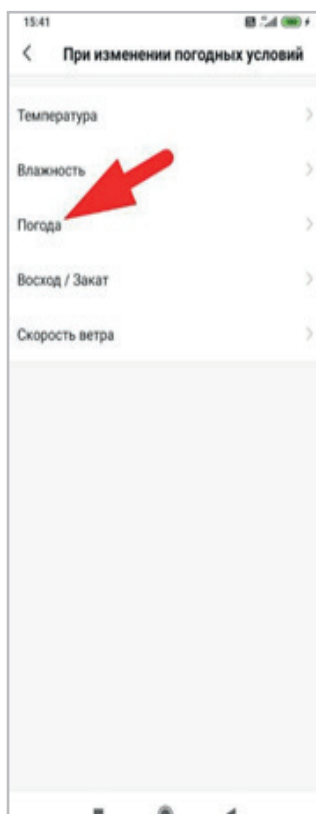 15:41
При изменении погодных условий
Температура
Влажность
Погода
Восход / Закат
Скорость ветра